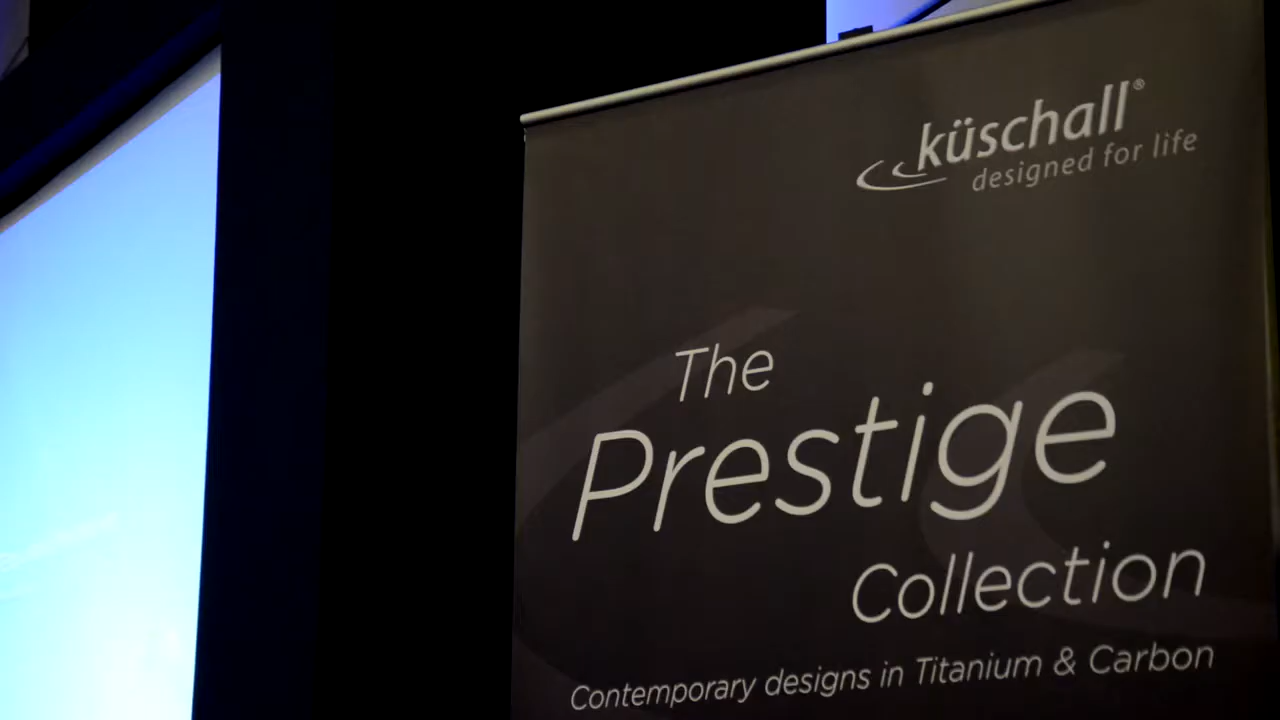 küschall®
designed for life
The
Prestige
Collection
Contemporary designs in Titanium & Carbon